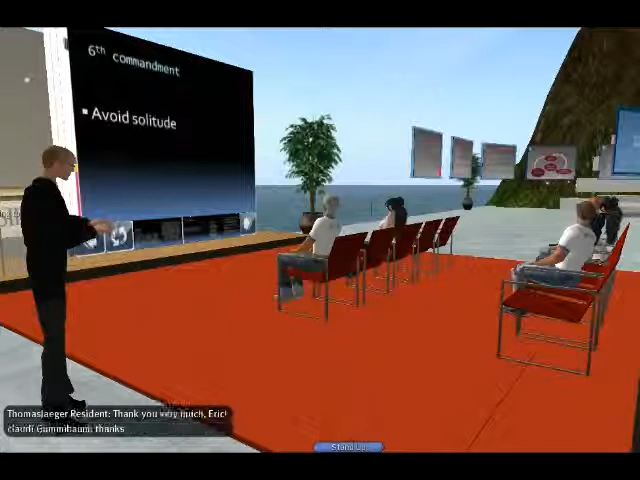 6th commandment
▪ Avoid solitude
ThomasJaeger Resident: Thank you very much, Eric!
claudi Gummibaum: thanks
Stand Up